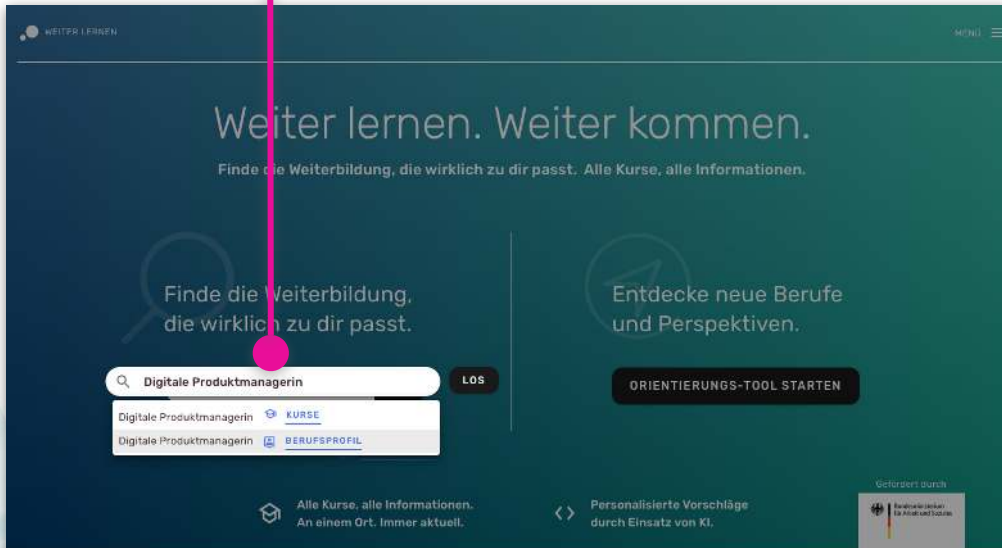 WEITER LERNEN
MENÜ
Weiter lernen. Weiter kommen.
Finde die Weiterbildung, die wirklich zu dir passt. Alle Kurse, alle Informationen.
Finde die Weiterbildung,
die wirklich zu dir passt.
Digitale Produktmanagerin
LOS
Digitale Produktmanagerin KURSE
Digitale Produktmanagerin BERUFSPROFIL
Entdecke neue Berufe
und Perspektiven.
ORIENTIERUNGS-TOOL STARTEN
Alle Kurse, alle Informationen.
An einem Ort. Immer aktuell.
Personalisierte Vorschläge
durch Einsatz von KI.
Gefördert durch
Bundesministerium
für Arbeit und Soziales